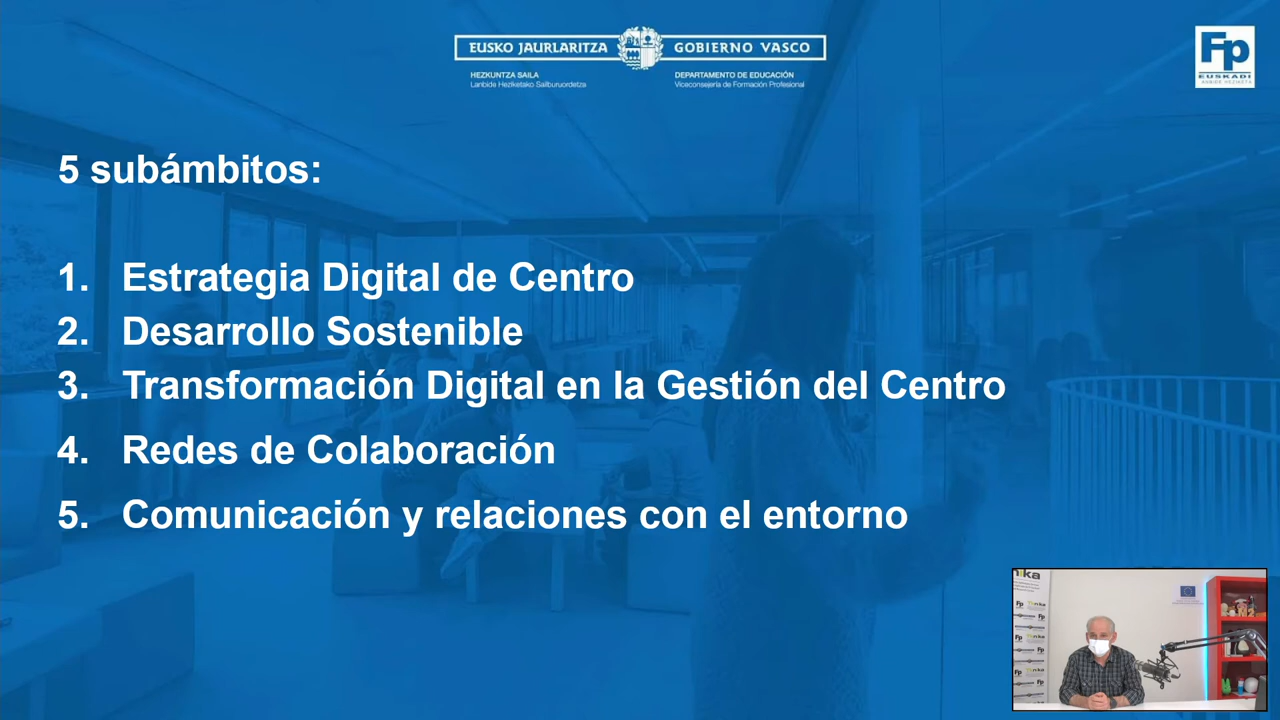 EUSKO JAURLARITZA
GOBIERNO VASCO
HEZKUNTZA SAILA
Lanbide Heziketako Sailburuordetza
DEPARTAMENTO DE EDUCACIÓN
Viceconsejería de Formación Profesional
Fp
EUSKADI
LANBIDE HEZIKETA
5 subámbitos:
1. Estrategia Digital de Centro
2. Desarrollo Sostenible
3. Transformación Digital en la Gestión del Centro
4. Redes de Colaboración
5. Comunicación y relaciones con el entorno